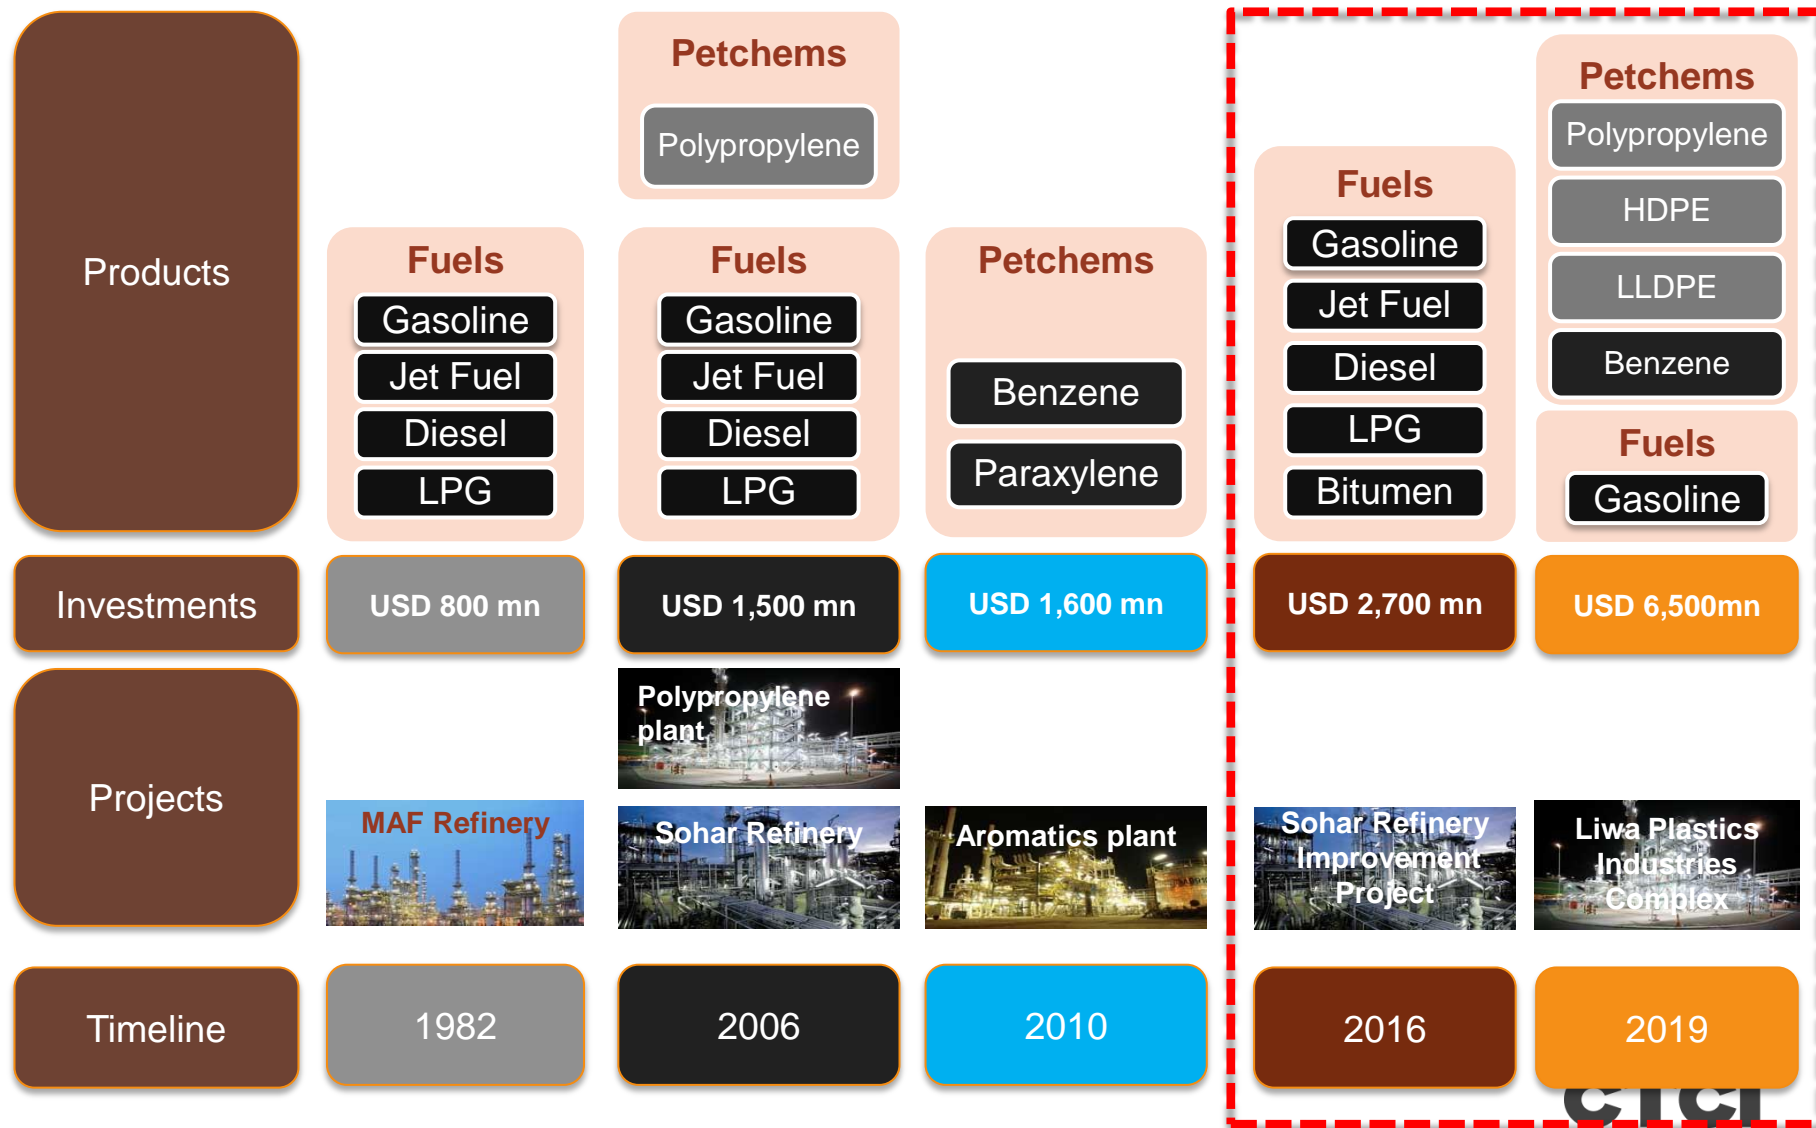 Products
Petchems
Polypropylene
Fuels
Gasoline
Jet Fuel
Diesel
LPG
Fuels
Gasoline
Jet Fuel
Diesel
LPG
Petchems
Benzene
Paraxylene
Fuels
Gasoline
Jet Fuel
Diesel
LPG
Bitumen
Petchems
Polypropylene
HDPE
LLDPE
Benzene
Fuels
Gasoline
Investments
USD 800 mn
USD 1,500 mn
USD 1,600 mn
USD 2,700 mn
USD 6,500mn
Projects
MAF Refinery
Polypropylene
plant
Sohar Refinery
Aromatics plant
Sohar Refinery
Improvement
Project
Liwa Plastics
Industries
Complex
Timeline
1982
2006
2010
2016
2019